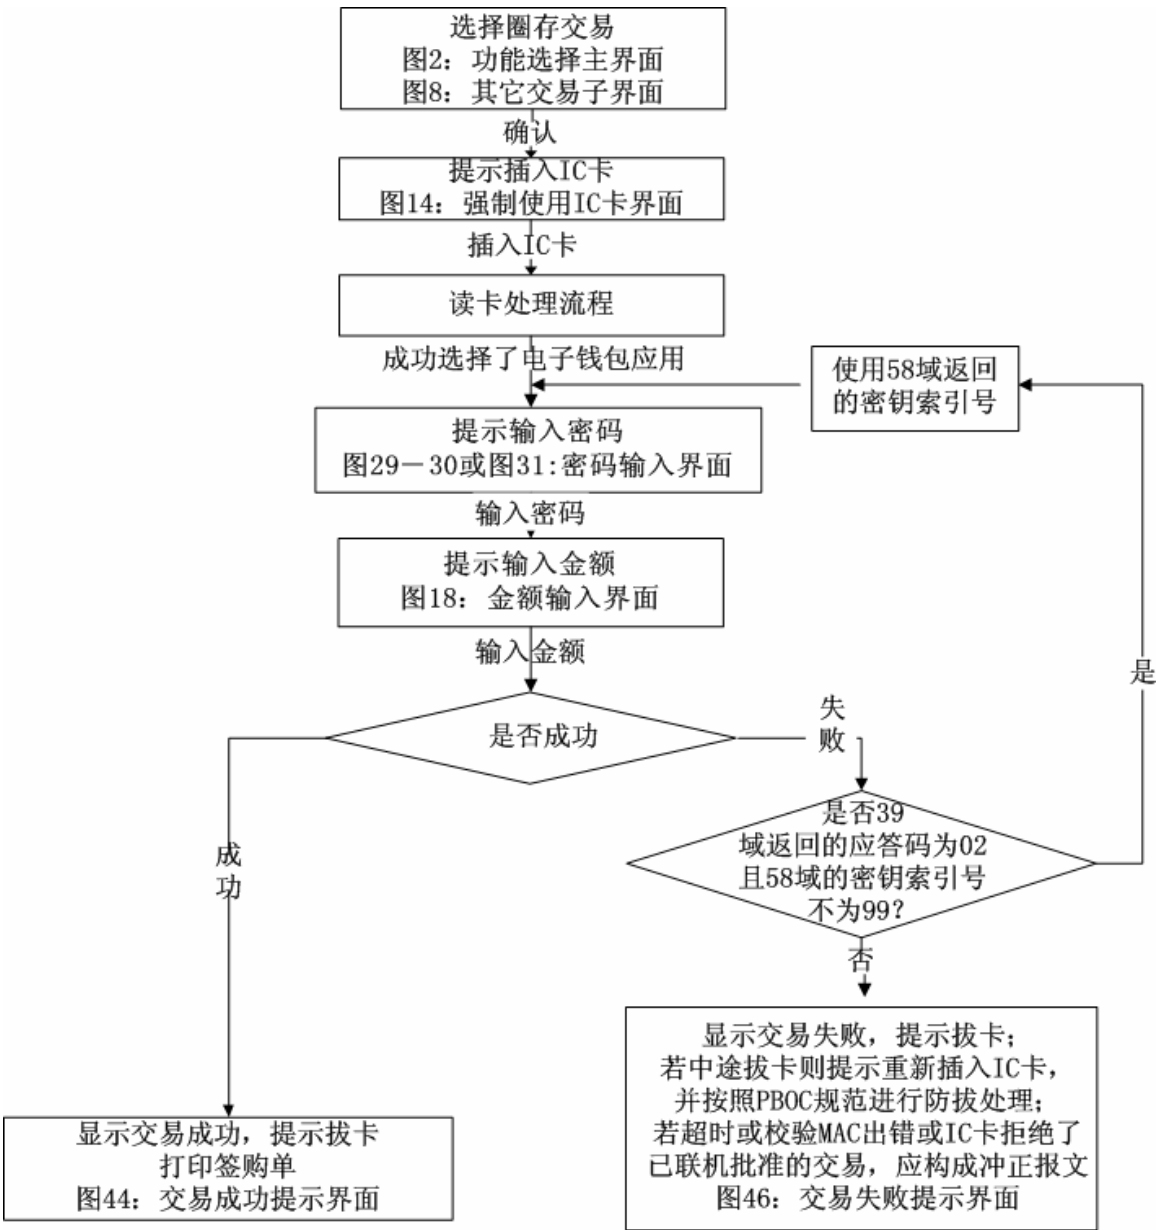 选择圈存交易
图2：功能选择主界面
图8：其它交易子界面
确认
提示插入IC卡
图14：强制使用IC卡界面
插入IC卡
读卡处理流程
成功选择了电子钱包应用
使用58域返回
的密钥索引号
提示输入密码
图29－30或图31:密码输入界面
输入密码
提示输入金额
图18：金额输入界面
输入金额
是
是否成功
失
败
成
功
是否39
域返回的应答码为02
且58域的密钥索引号
不为99？
否
显示交易失败，提示拔卡；
若中途拔卡则提示重新插入IC卡，
并按照PBOC规范进行防拔处理；
若超时或校验MAC出错或IC卡拒绝了
已联机批准的交易，应构成冲正报文
图46：交易失败提示界面
显示交易成功，提示拔卡
打印签购单
图44：交易成功提示界面